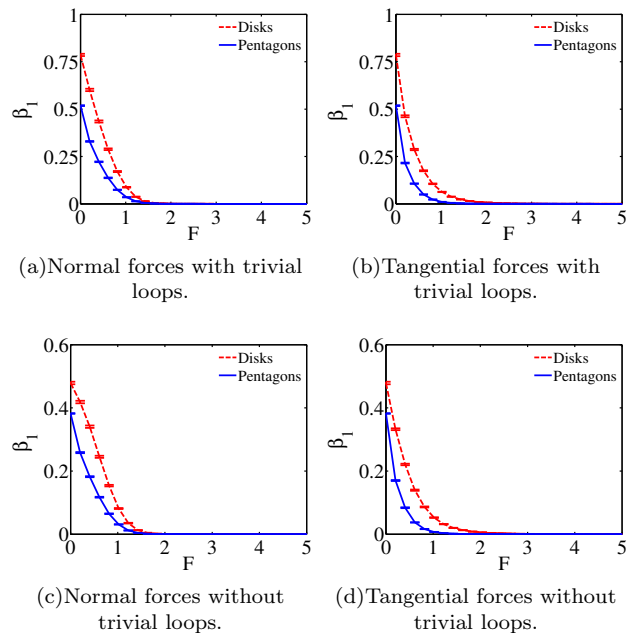 1
0.75
0.5
0.25
0
β1
0 1 2 3 4 5
F
Disks
Pentagons
(a)Normal forces with trivial
loops.
1
0.75
0.5
0.25
0
β1
0 1 2 3 4 5
F
Disks
Pentagons
(b)Tangential forces with
trivial loops.
0.6
0.4
0.2
0
β1
0 1 2 3 4 5
F
Disks
Pentagons
(c)Normal forces without
trivial loops.
0.6
0.4
0.2
0
β1
0 1 2 3 4 5
F
Disks
Pentagons
(d)Tangential forces without
trivial loops.